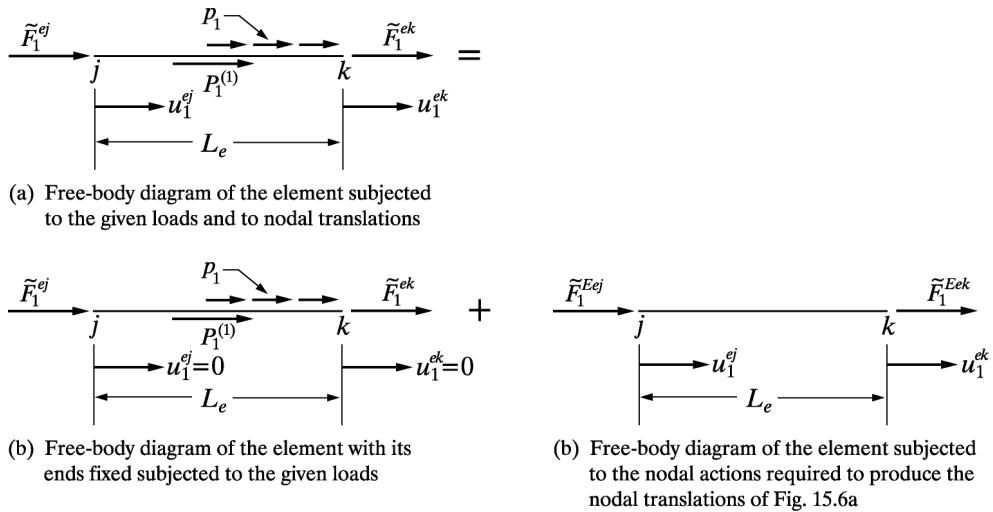 p₁
F̃₁ᵉʲ F̃₁ᵉᵏ =
j k
P₁⁽¹⁾
u₁ᵉʲ u₁ᵉᵏ
Lₑ
(a) Free-body diagram of the element subjected
to the given loads and to nodal translations
p₁
F̃₁ᵉʲ F̃₁ᵉᵏ + F̃₁ᴱᵉʲ F̃₁ᴱᵉᵏ
j k j k
P₁⁽¹⁾
u₁ᵉʲ=0 u₁ᵉᵏ=0 u₁ᵉʲ u₁ᵉᵏ
Lₑ Lₑ
(b) Free-body diagram of the element with its
ends fixed subjected to the given loads
(b) Free-body diagram of the element subjected
to the nodal actions required to produce the
nodal translations of Fig. 15.6a